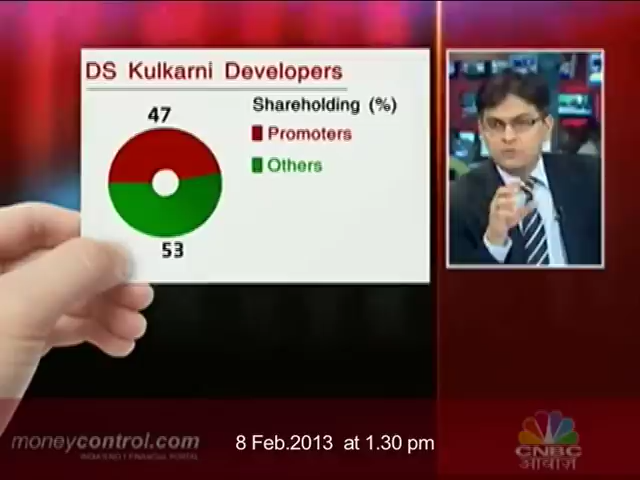 DS Kulkarni Developers
47
Shareholding (%)
Promoters
Others
53
moneycontrol.com
8 Feb.2013 at 1.30 pm
CNBC
आवाज़